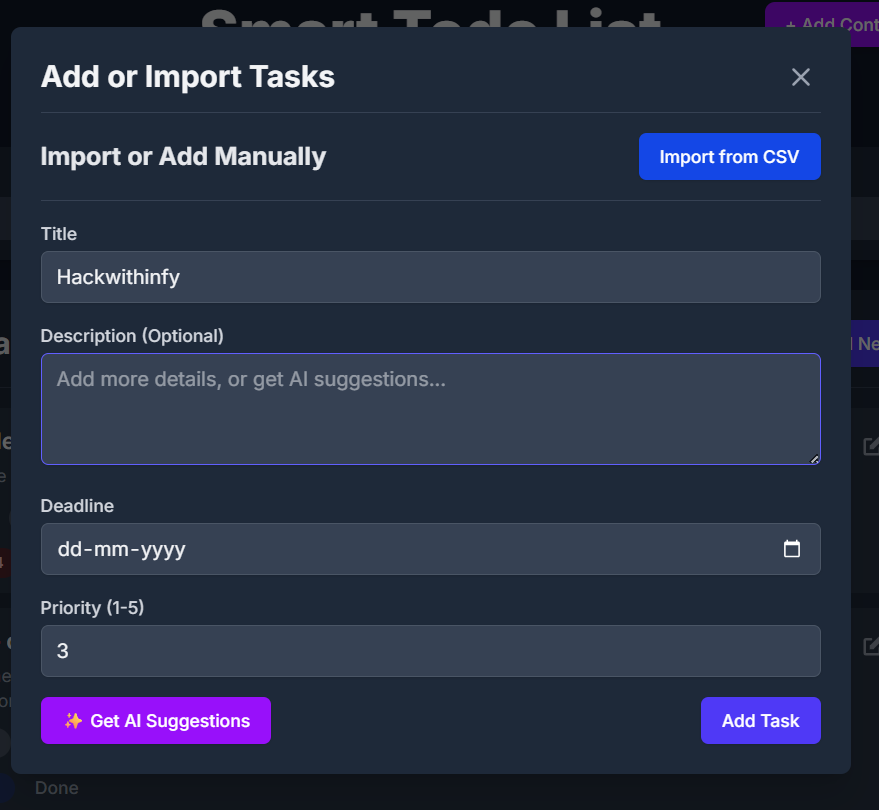 Smart Todo List
+ Add Cont
Add or Import Tasks
Import or Add Manually
Import from CSV
Title
Hackwithinfy
Description (Optional)
Add more details, or get AI suggestions...
Deadline
dd-mm-yyyy
Priority (1-5)
3
✨ Get AI Suggestions
Add Task
Done